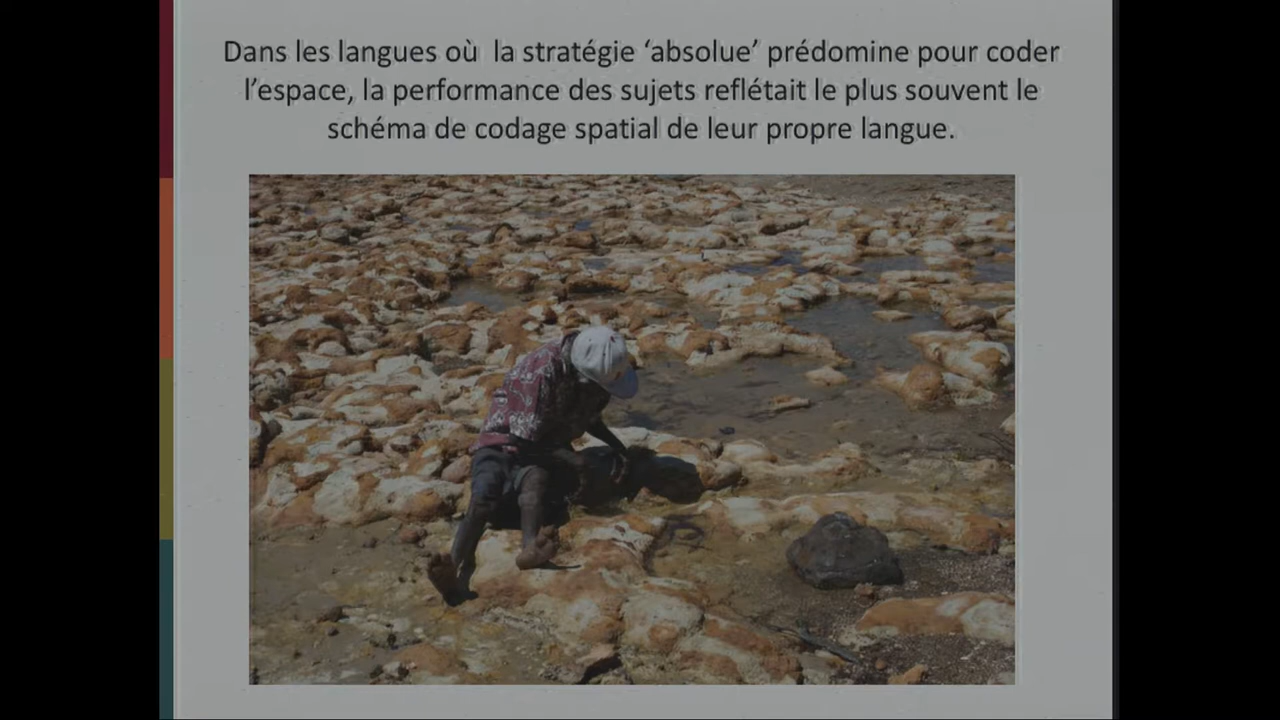 Dans les langues où la stratégie ‘absolue’ prédomine pour coder
l’espace, la performance des sujets reflétait le plus souvent le
schéma de codage spatial de leur propre langue.